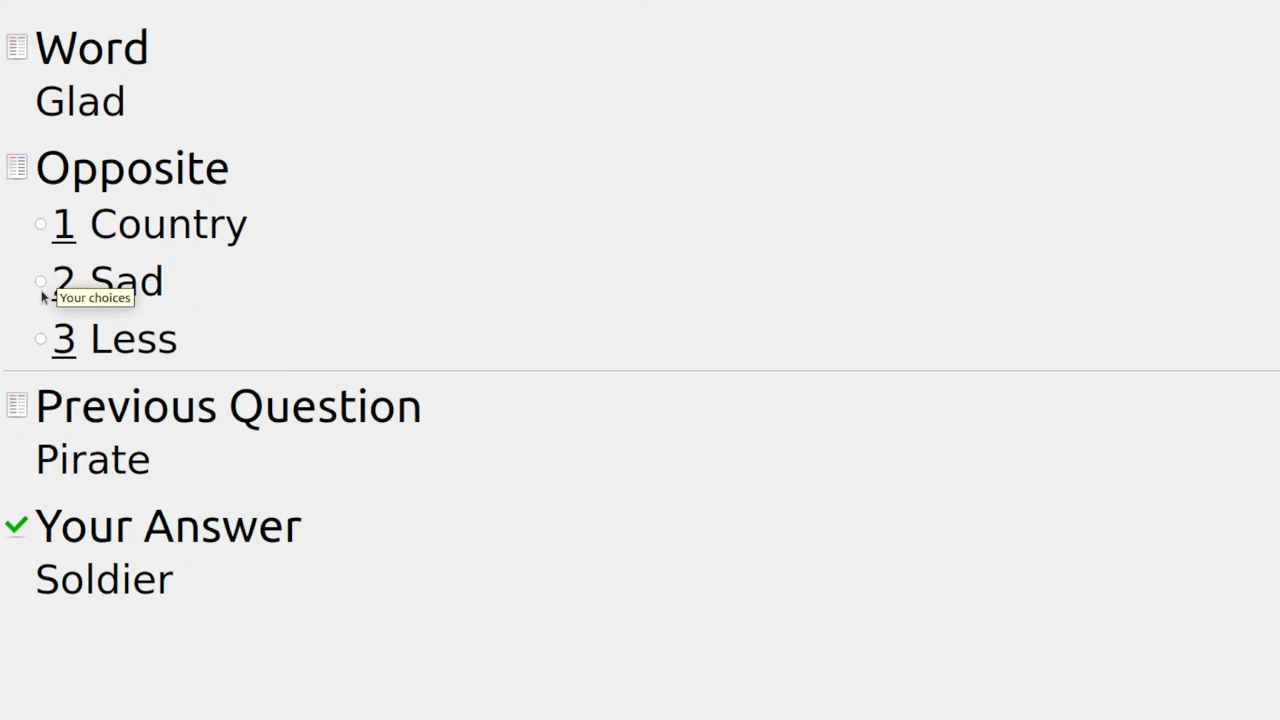 Word
Glad
Opposite
1 Country
2 Sad
Your choices
3 Less
Previous Question
Pirate
Your Answer
Soldier